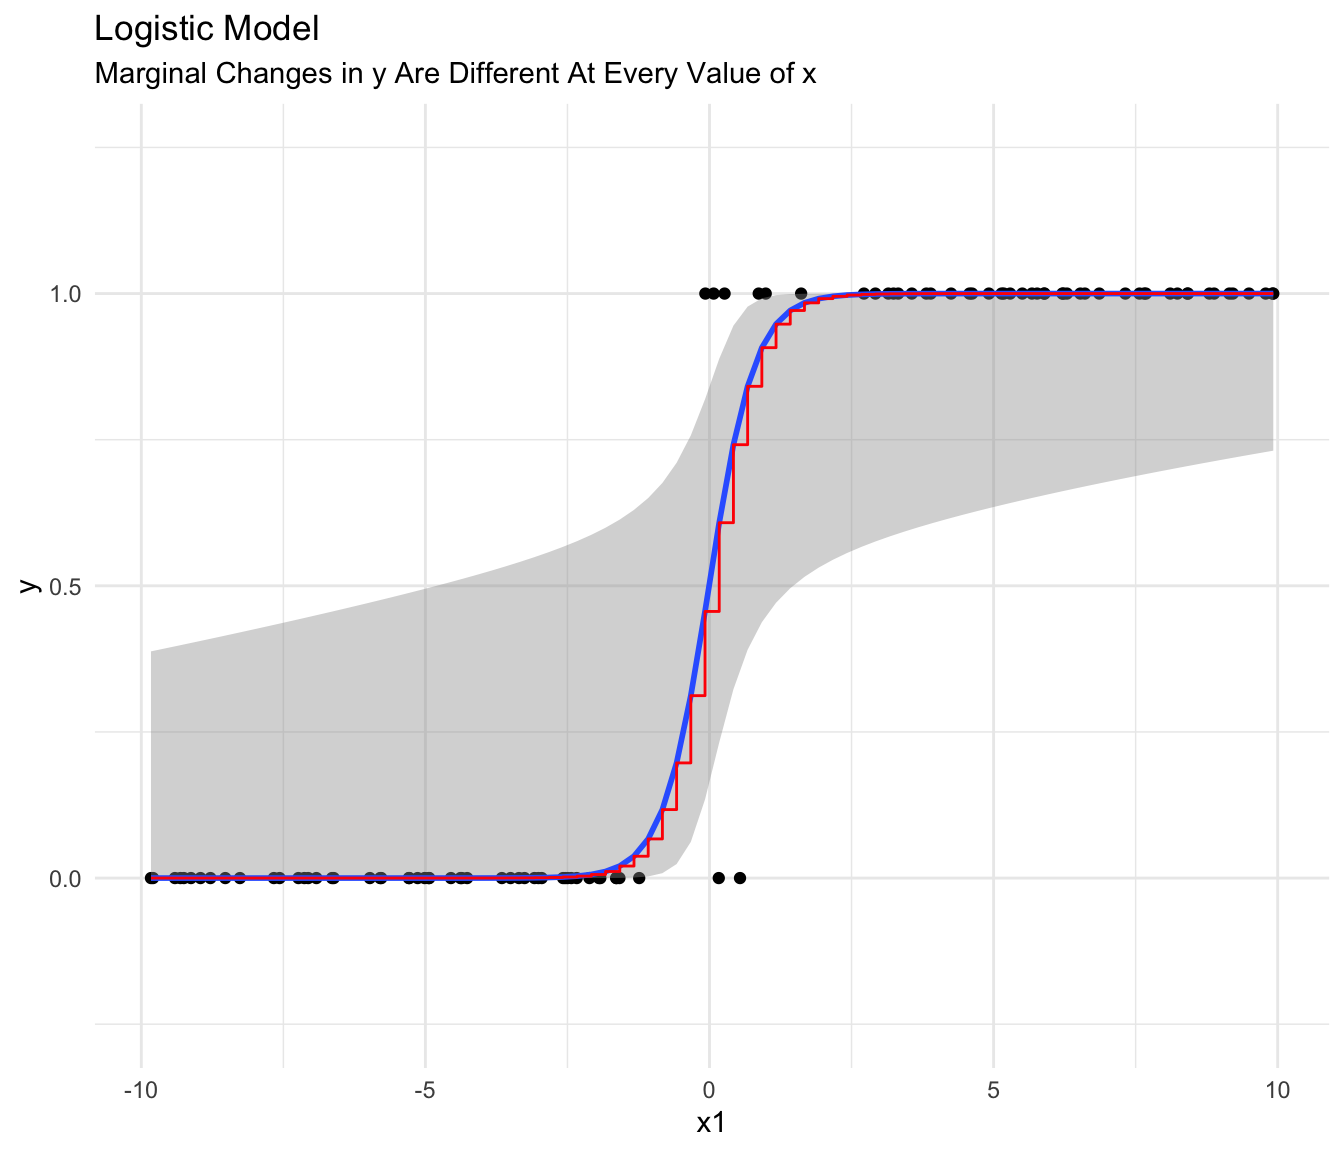 Logistic Model
Marginal Changes in y Are Different At Every Value of x
1.0
0.5
0.0
y
-10 -5 0 5 10
x1